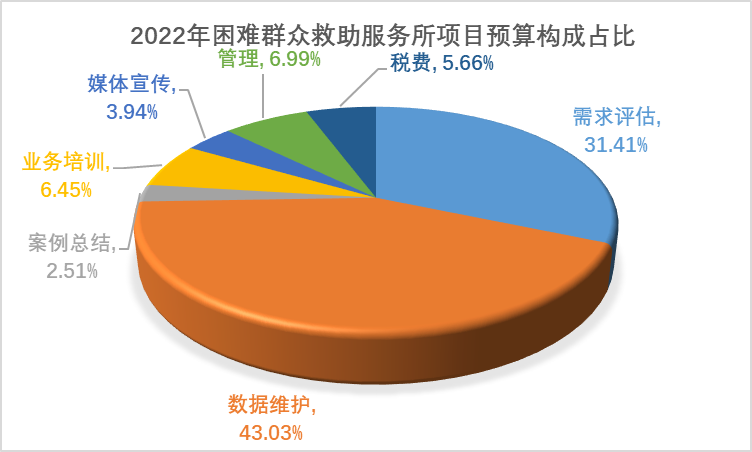 2022年困难群众救助服务所项目预算构成占比
管理, 6.99%
税费, 5.66%
媒体宣传,
3.94%
需求评估,
31.41%
业务培训,
6.45%
案例总结,
2.51%
数据维护,
43.03%